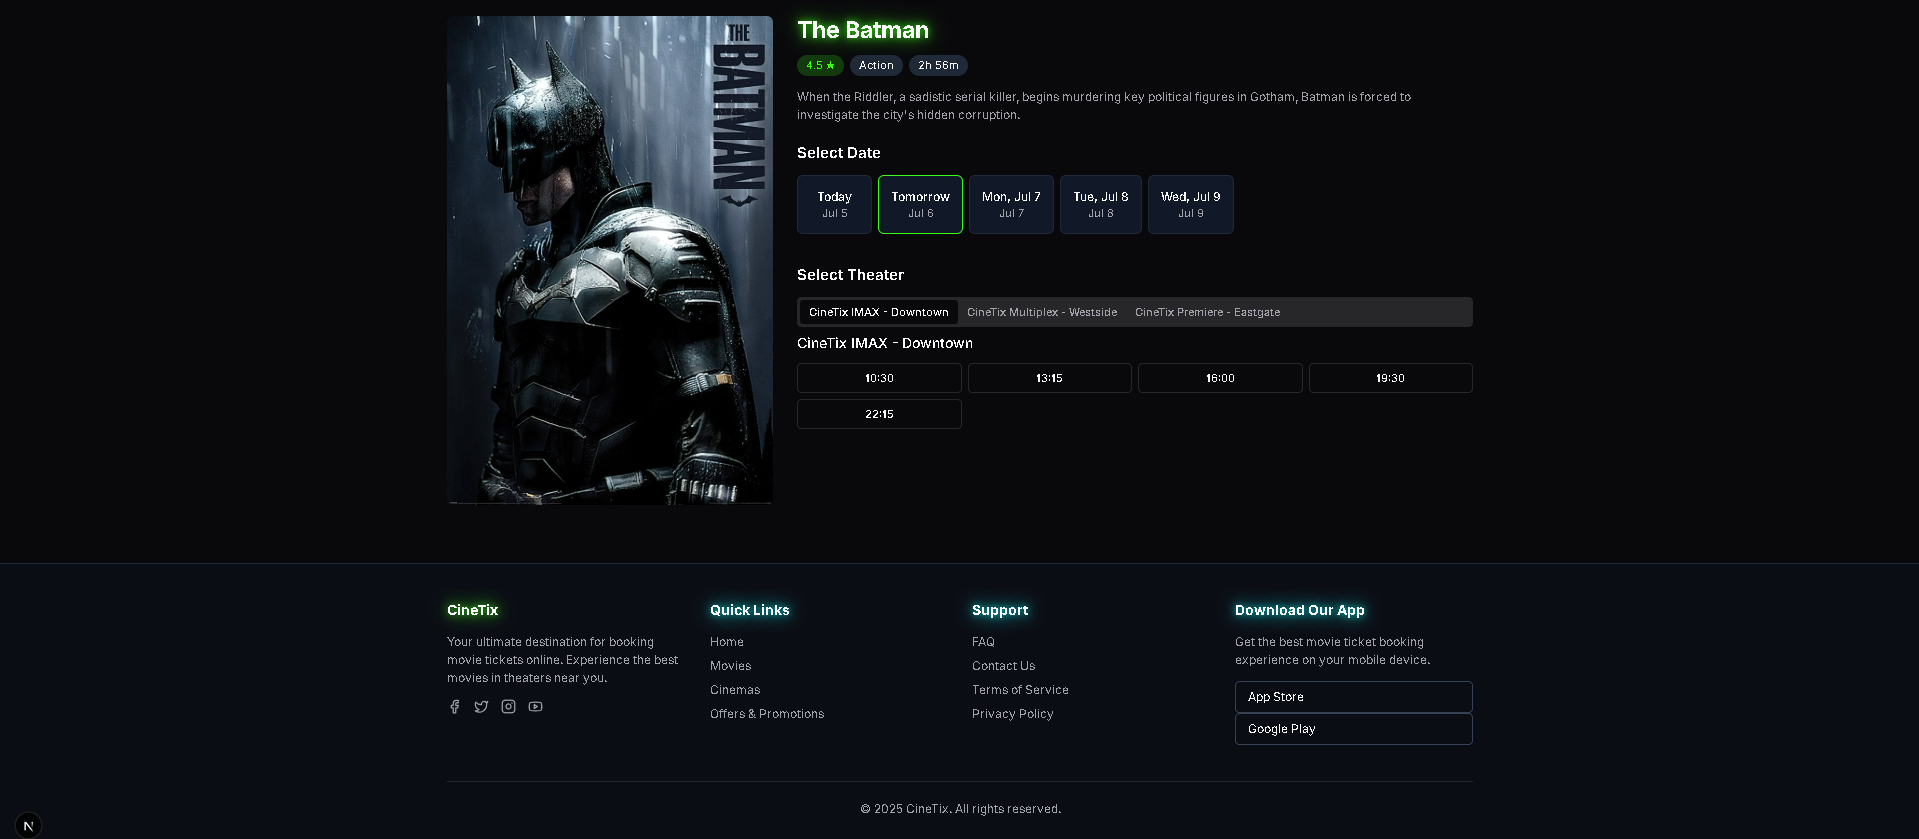 THE
BATMAN
The Batman
4.5 ★
Action
2h 56m
When the Riddler, a sadistic serial killer, begins murdering key political figures in Gotham, Batman is forced to
investigate the city's hidden corruption.
Select Date
Today
Jul 5
Tomorrow
Jul 6
Mon, Jul 7
Jul 7
Tue, Jul 8
Jul 8
Wed, Jul 9
Jul 9
Select Theater
CineTix IMAX - Downtown
CineTix Multiplex - Westside
CineTix Premiere - Eastgate
CineTix IMAX - Downtown
10:30
13:15
16:00
19:30
22:15
CineTix
Your ultimate destination for booking
movie tickets online. Experience the best
movies in theaters near you.
Quick Links
Home
Movies
Cinemas
Offers & Promotions
Support
FAQ
Contact Us
Terms of Service
Privacy Policy
Download Our App
Get the best movie ticket booking
experience on your mobile device.
App Store
Google Play
© 2025 CineTix. All rights reserved.
N